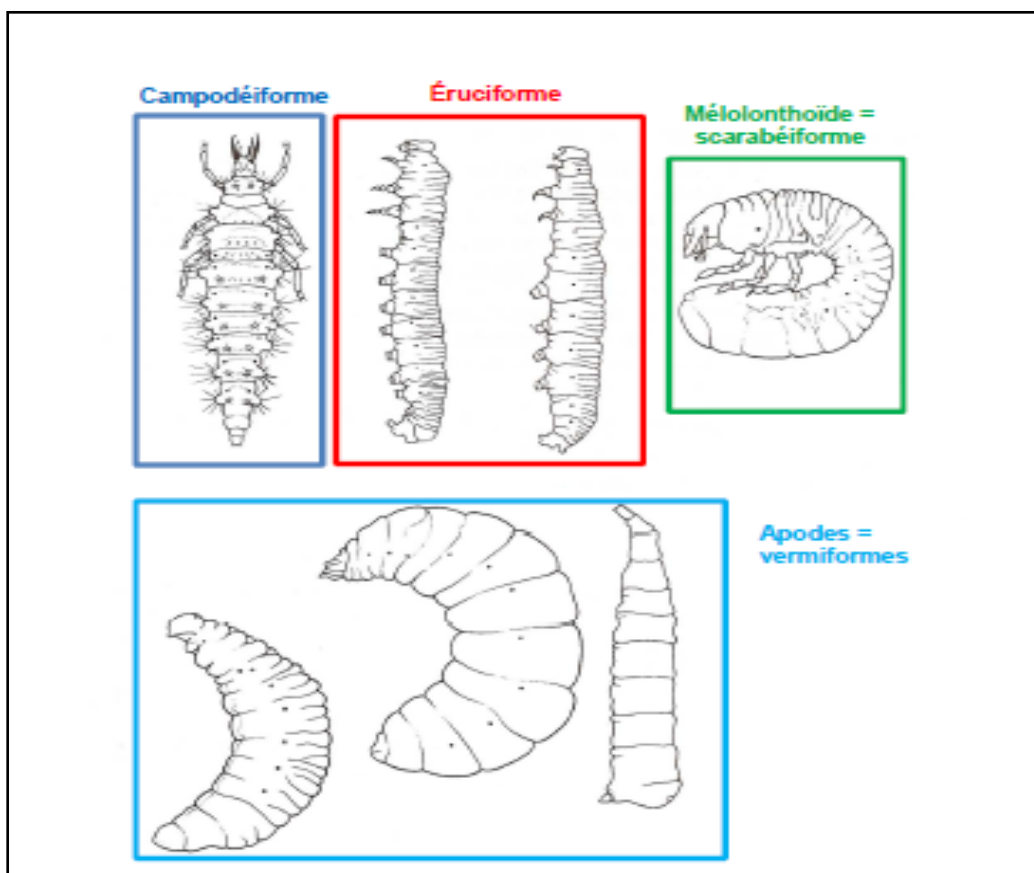 Campodéiforme
Éruciforme
Mélolonthoïde =
scarabéiforme
Apodes =
vermiformes